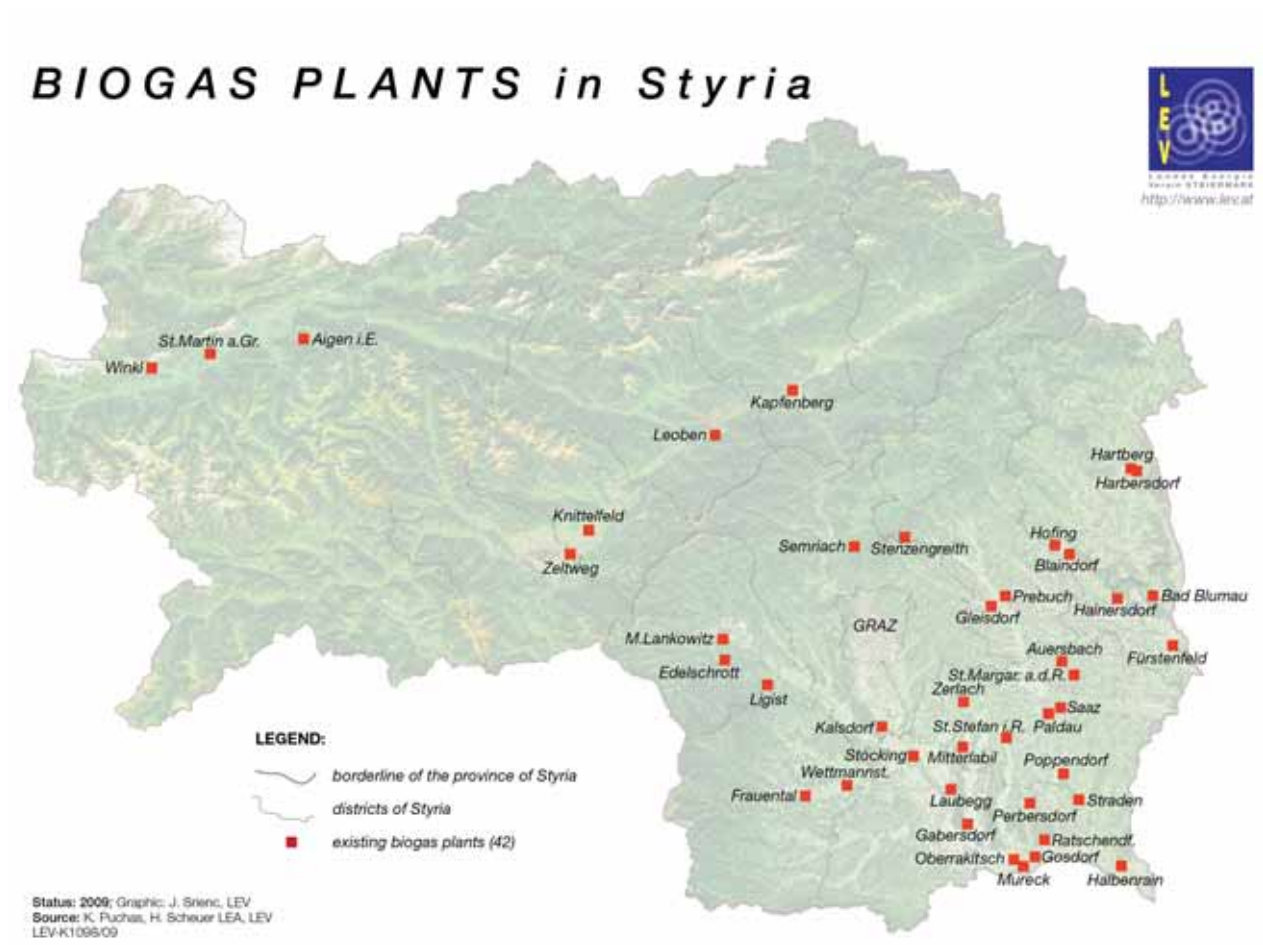 BIOGAS PLANTS in Styria
L
E
V
Landes Energie
Verein STEIERMARK
http://www.lev.at
St.Martin a.Gr.
Aigen i.E.
Winkl
Kapfenberg
Leoben
Hartberg
Harbersdorf
Knittelfeld
Zeltweg
Semriach
Stenzengreith
Hofing
Blaindorf
Prebuch
Gleisdorf
Hainersdorf
Bad Blumau
GRAZ
M.Lankowitz
Edelschrott
Ligist
Auersbach
Fürstenfeld
St.Margar. a.d.R.
Zerlach
Saaz
Kalsdorf
St.Stefan i.R.
Paldau
Stocking
Mitterlabil
Poppendorf
Wettmannst.
Frauental
Laubegg
Straden
Perbersdorf
Gabersdorf
Ratschendf.
Oberrakitsch
Gosdorf
Mureck
Halbenrain
LEGEND:
borderline of the province of Styria
districts of Styria
existing biogas plants (42)
Status: 2009; Graphic: J. Srienc, LEV
Source: K. Puchas, H. Scheuer LEA, LEV
LEV-K1098/09